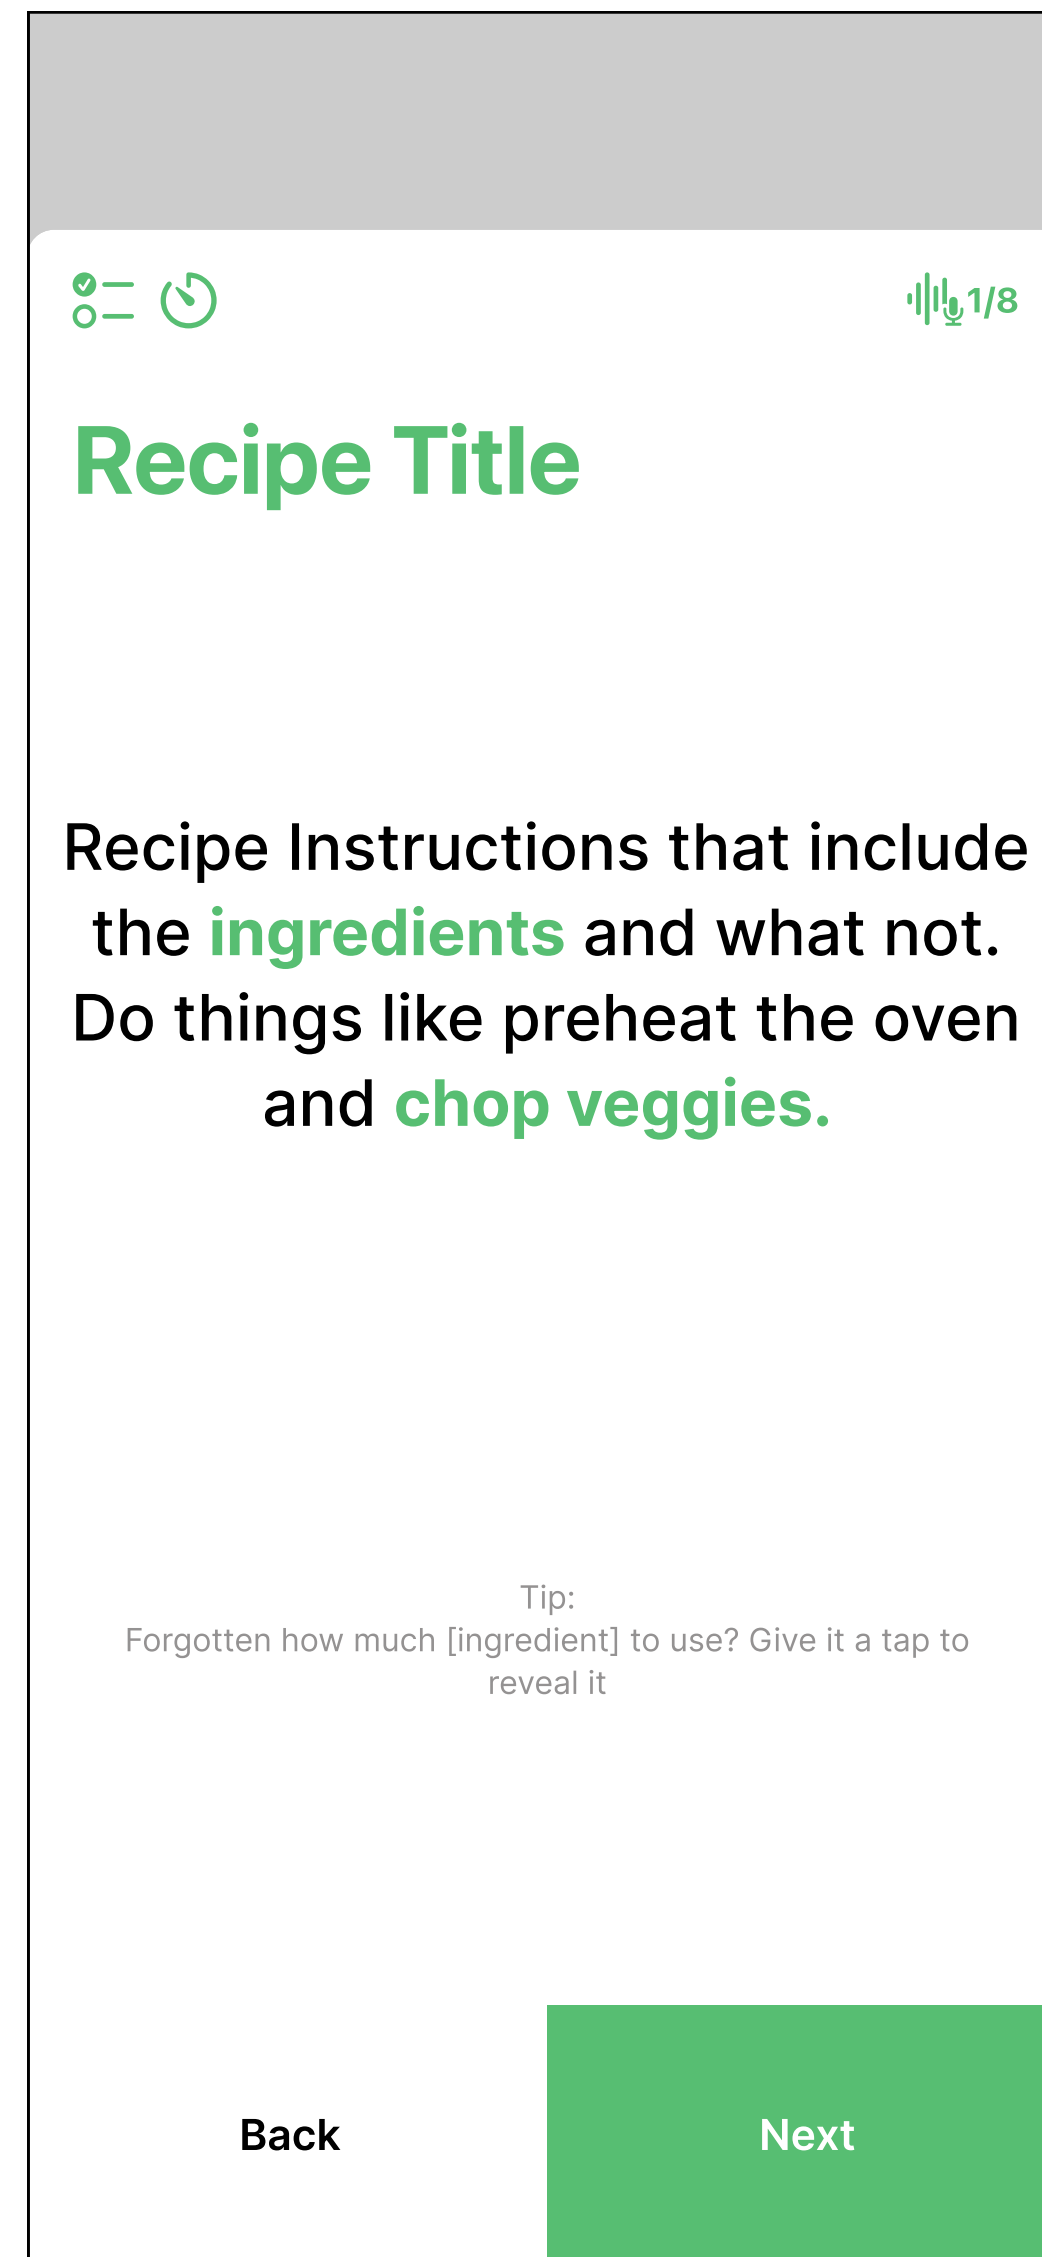 1/8
Recipe Title
Recipe Instructions that include
the ingredients and what not.
Do things like preheat the oven
and chop veggies.
Tip:
Forgotten how much [ingredient] to use? Give it a tap to
reveal it
Back
Next